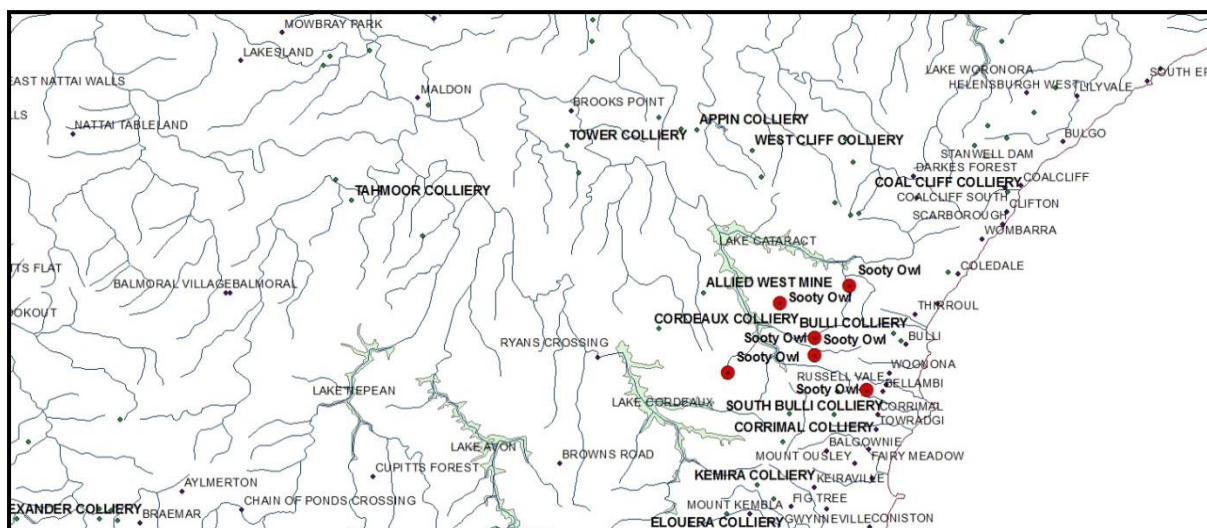 MOWBRAY PARK
LAKESLAND
EAST NATTAI WALLS
LAKE WORONORA
SOUTH ER
HELENSBURGH WEST
LILYVALE
MALDON
BROOKS POINT
LLS
NATTAI TABLELAND
TOWER COLLIERY
APPIN COLLIERY
WEST CLIFF COLLIERY
BULGO
STANWELL DAM
DARKES FOREST
TAHMOOR COLLIERY
COAL CLIFF COLLIERY
COALCLIFF
COALCLIFF SOUTH
CLIFTON
SCARBOROUGH
WOMBARRA
LAKE CATARACT
TTS FLAT
Sooty Owl
COLEDALE
BALMORAL VILLAGE
BALMORAL
ALLIED WEST MINE
Sooty Owl
THIRROUL
OOKOUT
CORDEAUX COLLIERY
BULLI COLLIERY
Sooty Owl
Sooty Owl
BULLI
RYANS CROSSING
Sooty Owl
WOONONA
RUSSELL VALE
BELLAMBI
LAKE NEPEAN
Sooty Owl
LAKE CORDEAUX
SOUTH BULLI COLLIERY
CORRIMAL
TOWRADGI
CORRIMAL COLLIERY
LAKE AVON
BALGOWNIE
BROWNS ROAD
MOUNT OUSLEY
FAIRY MEADOW
CUPITTS FOREST
KEMIRA COLLIERY
KEIRAVILLE
AYLMERTON
CHAIN OF PONDS CROSSING
FIG TREE
EXANDER COLLIERY
BRAEMAR
MOUNT KEMBLA
ELOUERA COLLIERY
GWYNNEVILLE
CONISTON